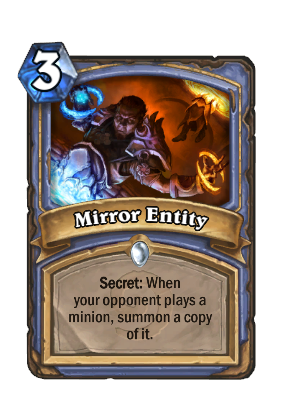 3
Mirror Entity
Secret: When
your opponent plays a
minion, summon a copy
of it.